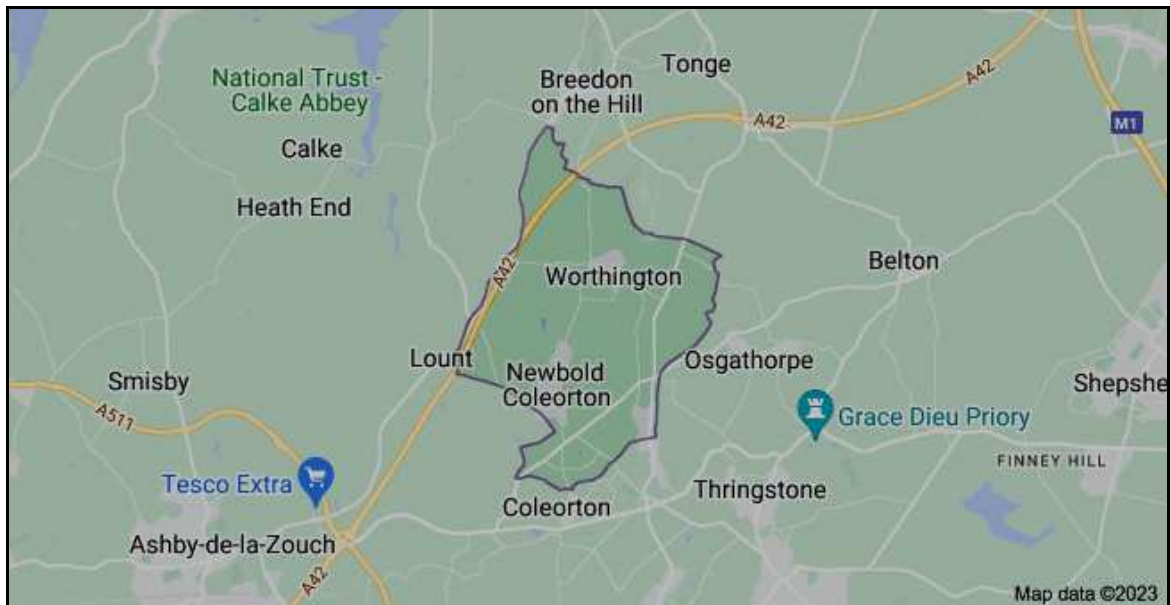 National Trust -
Calke Abbey
Breedon
on the Hill
Tonge
A42
A42
M1
Calke
Heath End
Belton
A42
Worthington
Lount
Newbold
Coleorton
Osgathorpe
Smisby
Shepshe
A511
Grace Dieu Priory
FINNEY HILL
Tesco Extra
Thringstone
Coleorton
Ashby-de-la-Zouch
A42
Map data ©2023